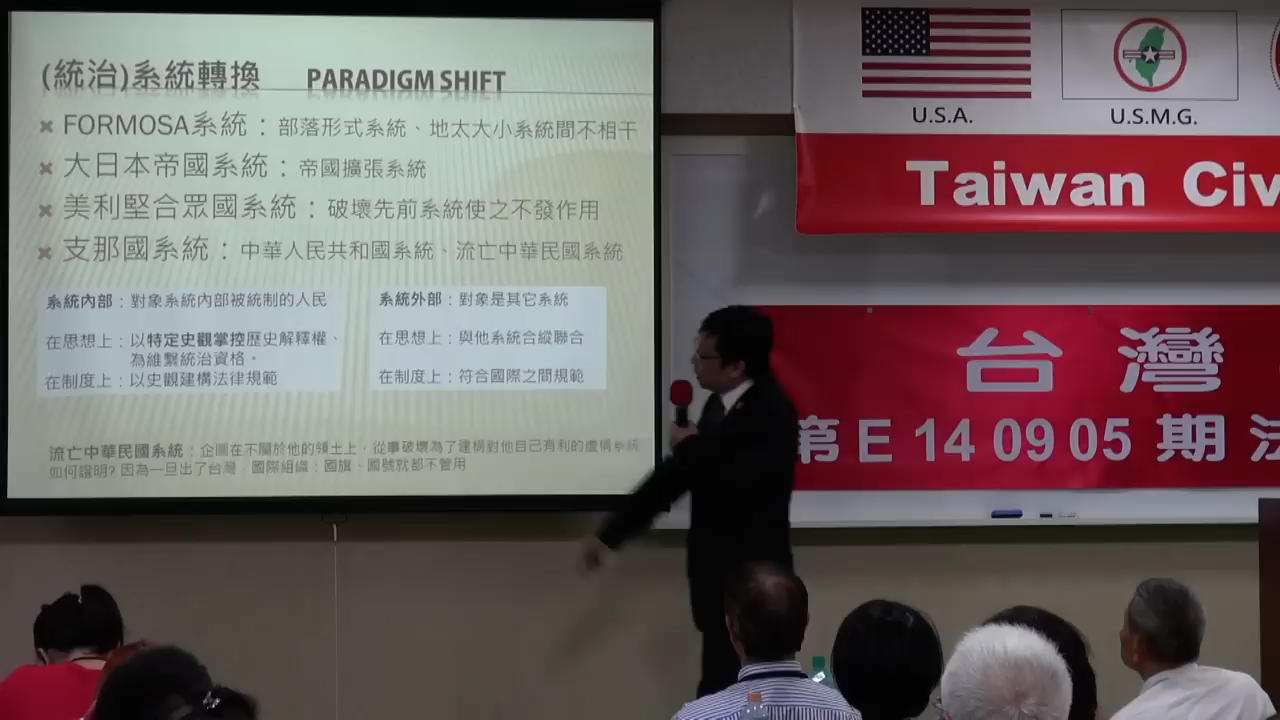 (統治)系統轉換 PARADIGM SHIFT
FORMOSA系統：部落形式系統、地太大小系統間不相干
大日本帝國系統：帝國擴張系統
美利堅合眾國系統：破壞先前系統使之不發作用
支那國系統：中華人民共和國系統、流亡中華民國系統
系統內部：對象系統內部被統制的人民
在思想上：以特定史觀掌控歷史解釋權、
為維繫統治資格。
在制度上：以史觀建構法律規範
系統外部：對象是其它系統
在思想上：與他系統合縱聯合
在制度上：符合國際之間規範
流亡中華民國系統：企圖在不屬於他的領土上，從事破壞為了建構對他自己有利的虛構系統
如何證明? 因為一旦出了台灣，國際組織：國旗、國號就都不管用
U.S.A.
U.S.M.G.
Taiwan Civ
台灣
第E 14 09 05 期 法